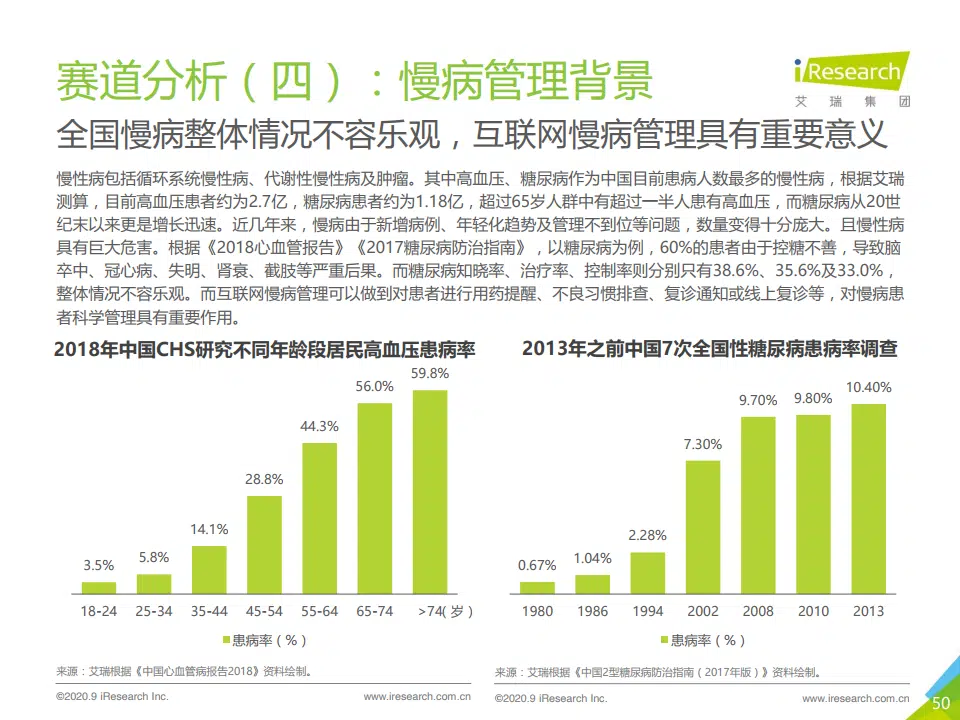 赛道分析（四）：慢病管理背景
iResearch
艾瑞集团
全国慢病整体情况不容乐观，互联网慢病管理具有重要意义
慢性病包括循环系统慢性病、代谢性慢性病及肿瘤。其中高血压、糖尿病作为中国目前患病人数最多的慢性病，根据艾瑞
测算，目前高血压患者约为2.7亿，糖尿病患者约为1.18亿，超过65岁人群中有超过一半人患有高血压，而糖尿病从20世
纪末以来更是增长迅速。近几年来，慢病由于新增病例、年轻化趋势及管理不到位等问题，数量变得十分庞大。且慢性病
具有巨大危害。根据《2018心血管报告》《2017糖尿病防治指南》，以糖尿病为例，60%的患者由于控糖不善，导致脑
卒中、冠心病、失明、肾衰、截肢等严重后果。而糖尿病知晓率、治疗率、控制率则分别只有38.6%、35.6%及33.0%，
整体情况不容乐观。而互联网慢病管理可以做到对患者进行用药提醒、不良习惯排查、复诊通知或线上复诊等，对慢病患
者科学管理具有重要作用。
2018年中国CHS研究不同年龄段居民高血压患病率
3.5%
5.8%
14.1%
28.8%
44.3%
56.0%
59.8%
18-24 25-34 35-44 45-54 55-64 65-74 >74(岁)
患病率（%）
来源：艾瑞根据《中国心血管病报告2018》资料绘制。
©2020.9 iResearch Inc. www.iresearch.com.cn
2013年之前中国7次全国性糖尿病患病率调查
0.67%
1.04%
2.28%
7.30%
9.70%
9.80%
10.40%
1980 1986 1994 2002 2008 2010 2013
患病率（%）
来源：艾瑞根据《中国2型糖尿病防治指南（2017年版）》资料绘制。
©2020.9 iResearch Inc. www.iresearch.com.cn
50